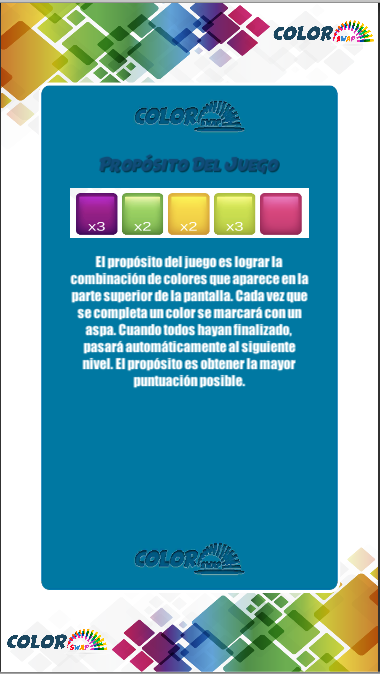 COLOR SWAP
COLOR SWAP
Propósito Del Juego
x3 x2 x2 x3
El propósito del juego es lograr la
combinación de colores que aparece en la
parte superior de la pantalla. Cada vez que
se completa un color se marcará con un
aspa. Cuando todos hayan finalizado,
pasará automáticamente al siguiente
nivel. El propósito es obtener la mayor
puntuación posible.
COLOR SWAP
COLOR SWAP